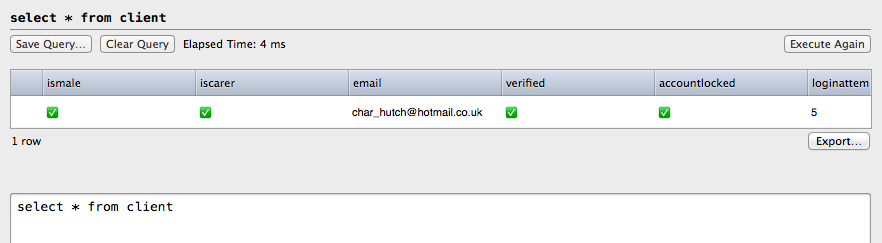 select * from client
Save Query... Clear Query Elapsed Time: 4 ms Execute Again
ismale iscarer email verified accountlocked loginattem
char_hutch@hotmail.co.uk 5
1 row Export...
select * from client